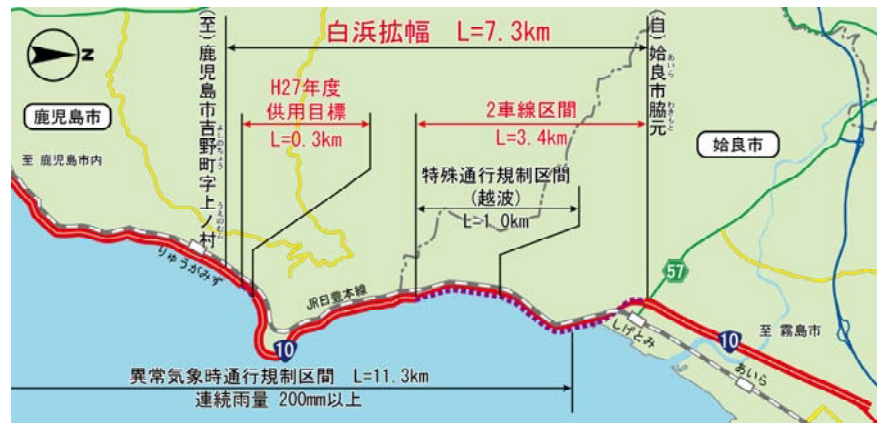 白浜拡幅 L=7.3km
N
(至)鹿児島市吉野町字上ノ村
よしのちょう
うえのむら
(自)姶良市脇元
あいら
わきもと
H27年度
供用目標
L=0.3km
2車線区間
L=3.4km
鹿児島市
姶良市
至 鹿児島市内
特殊通行規制区間
(越波)
L=1.0km
57
りゅうがみず
JR日豊本線
しげとみ
10
至 霧島市
10
あいら
異常気象時通行規制区間 L=11.3km
連続雨量 200mm以上